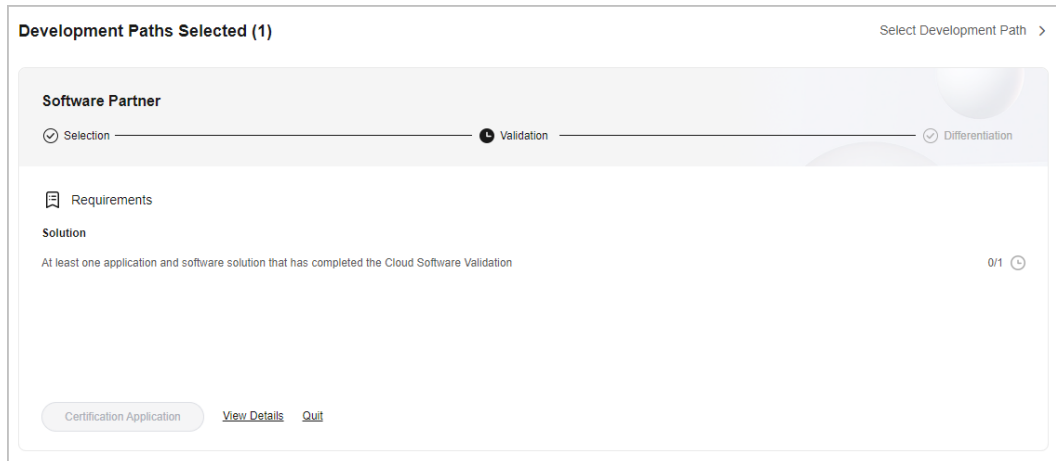 Development Paths Selected (1)
Select Development Path
Software Partner
Selection
Validation
Differentiation
Requirements
Solution
At least one application and software solution that has completed the Cloud Software Validation
0/1
Certification Application
View Details
Quit